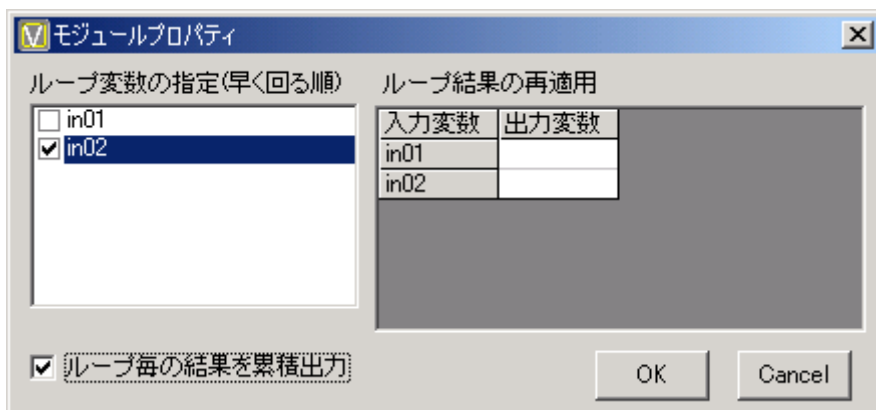 モジュールプロパティ
ループ変数の指定(早く回る順)
in01
in02
ループ結果の再適用
入力変数 出力変数
in01
in02
ループ毎の結果を累積出力
OK Cancel